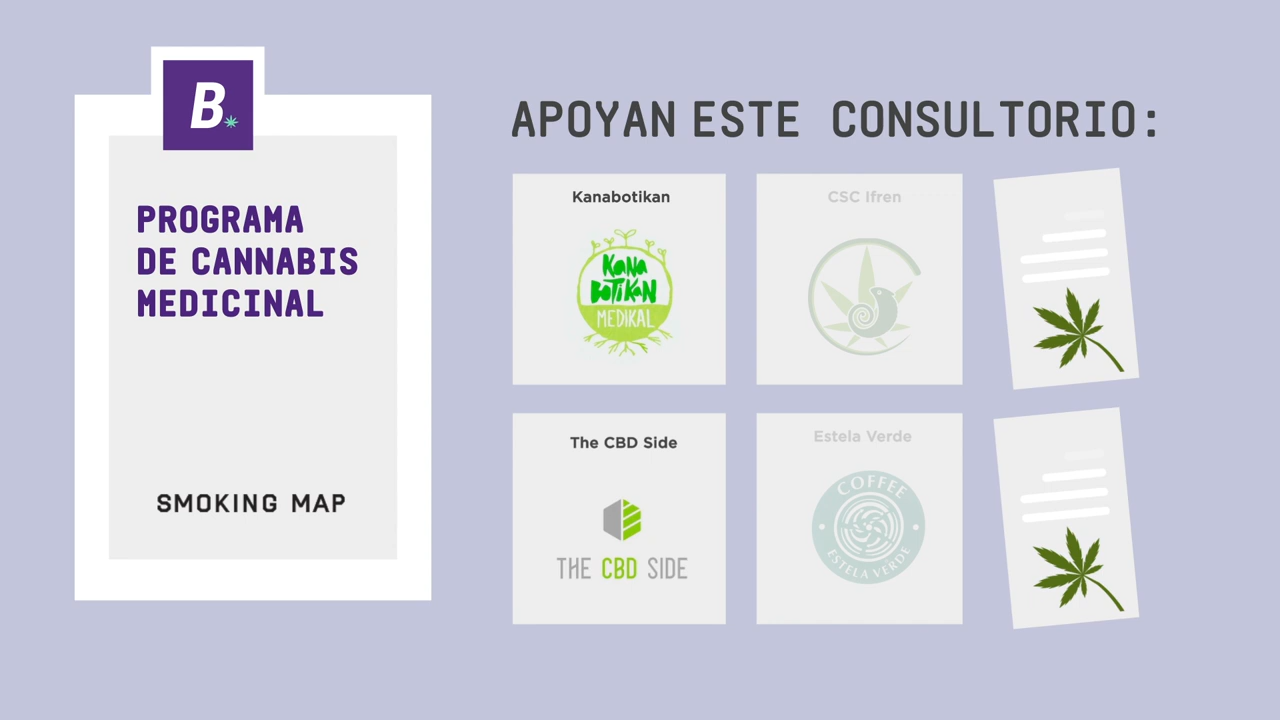 B
PROGRAMA
DE CANNABIS
MEDICINAL
SMOKING MAP
APOYAN ESTE CONSULTORIO:
Kanabotikan
KANA
BOTIKAN
MEDIKAL
CSC Ifren
The CBD Side
THE CBD SIDE
Estela Verde
COFFEE
ESTELA VERDE